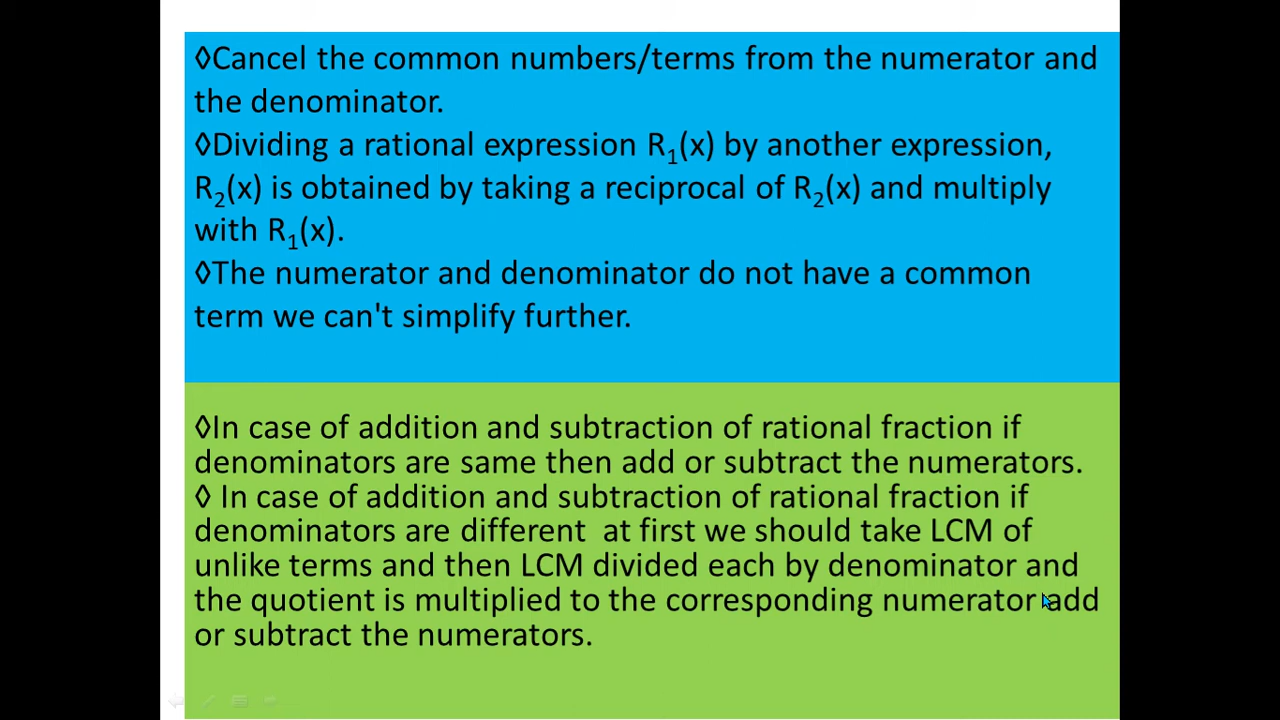 ◊Cancel the common numbers/terms from the numerator and
the denominator.
◊Dividing a rational expression R₁(x) by another expression,
R₂(x) is obtained by taking a reciprocal of R₂(x) and multiply
with R₁(x).
◊The numerator and denominator do not have a common
term we can't simplify further.
◊In case of addition and subtraction of rational fraction if
denominators are same then add or subtract the numerators.
◊ In case of addition and subtraction of rational fraction if
denominators are different  at first we should take LCM of
unlike terms and then LCM divided each by denominator and
the quotient is multiplied to the corresponding numerator add
or subtract the numerators.